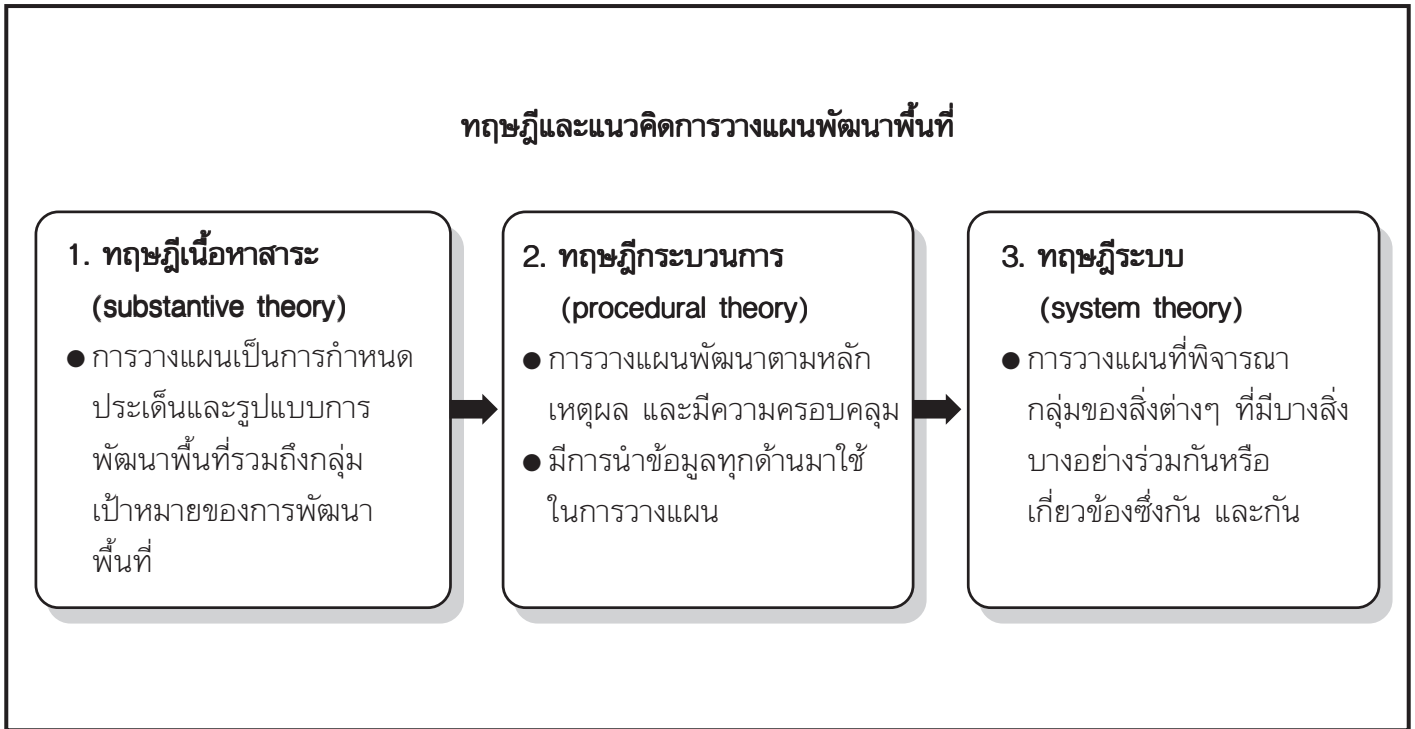 ทฤษฎีและแนวคิดการวางแผนพัฒนาพื้นที่
1. ทฤษฎีเนื้อหาสาระ
(substantive theory)
● การวางแผนเป็นการกำหนด
ประเด็นและรูปแบบการ
พัฒนาพื้นที่รวมถึงกลุ่ม
เป้าหมายของการพัฒนา
พื้นที่
2. ทฤษฎีกระบวนการ
(procedural theory)
● การวางแผนพัฒนาตามหลัก
เหตุผล และมีความครอบคลุม
● มีการนำข้อมูลทุกด้านมาใช้
ในการวางแผน
3. ทฤษฎีระบบ
(system theory)
● การวางแผนที่พิจารณา
กลุ่มของสิ่งต่างๆ ที่มีบางสิ่ง
บางอย่างร่วมกันหรือ
เกี่ยวข้องซึ่งกัน และกัน